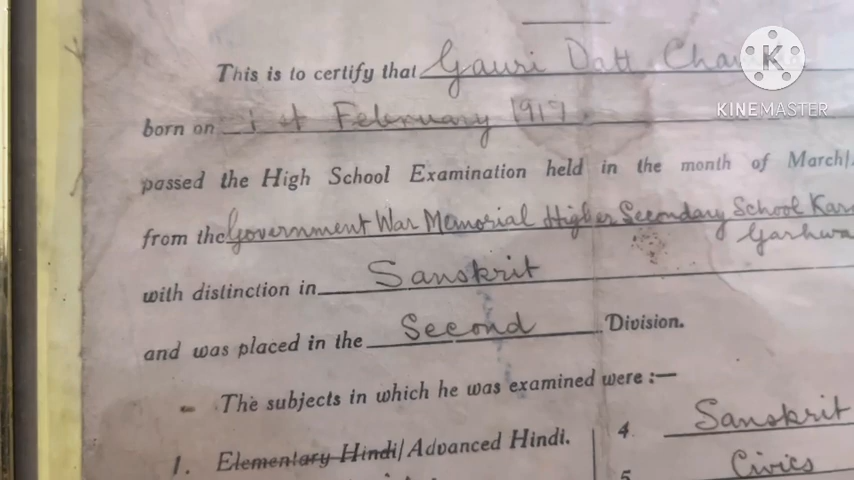 This is to certify that Gauri Datt
K
KINEMASTER
born on 1st February 1917.
passed the High School Examination held in the month of March/
from the Government War Memorial Higher Secondary School
with distinction in Sanskrit
and was placed in the Second Division.
The subjects in which he was examined were :—
1. Elementary Hindi/Advanced Hindi.
4. Sanskrit
5 Civics